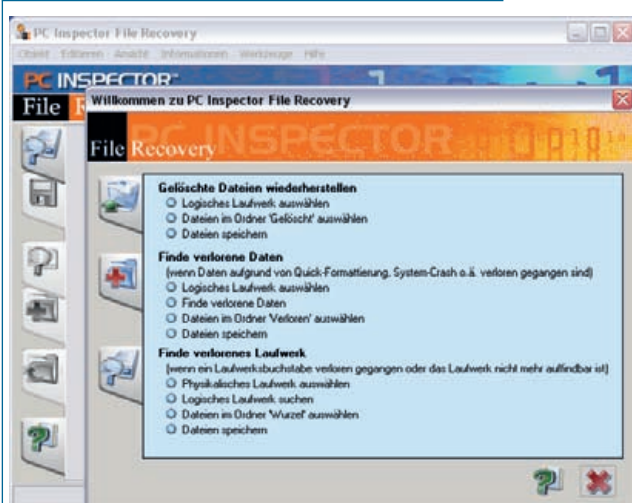 PC Inspector File Recovery
Objekt Editieren Ansicht Informationen Werkzeuge Hilfe
PC INSPECTOR
File R
Willkommen zu PC Inspector File Recovery
PC INSPECTOR
File Recovery
Gelöschte Dateien wiederherstellen
Logisches Laufwerk auswählen
Dateien im Ordner 'Gelöscht' auswählen
Dateien speichern
Finde verlorene Daten
(wenn Daten aufgrund von Quick-Formattierung, System-Crash o.ä. verloren gegangen sind)
Logisches Laufwerk auswählen
Finde verlorene Daten
Dateien im Ordner 'Verloren' auswählen
Dateien speichern
Finde verlorenes Laufwerk
(wenn ein Laufwerksbuchstabe verloren gegangen oder das Laufwerk nicht mehr auffindbar ist)
Physikalisches Laufwerk auswählen
Logisches Laufwerk suchen
Dateien im Ordner 'Wurzel' auswählen
Dateien speichern